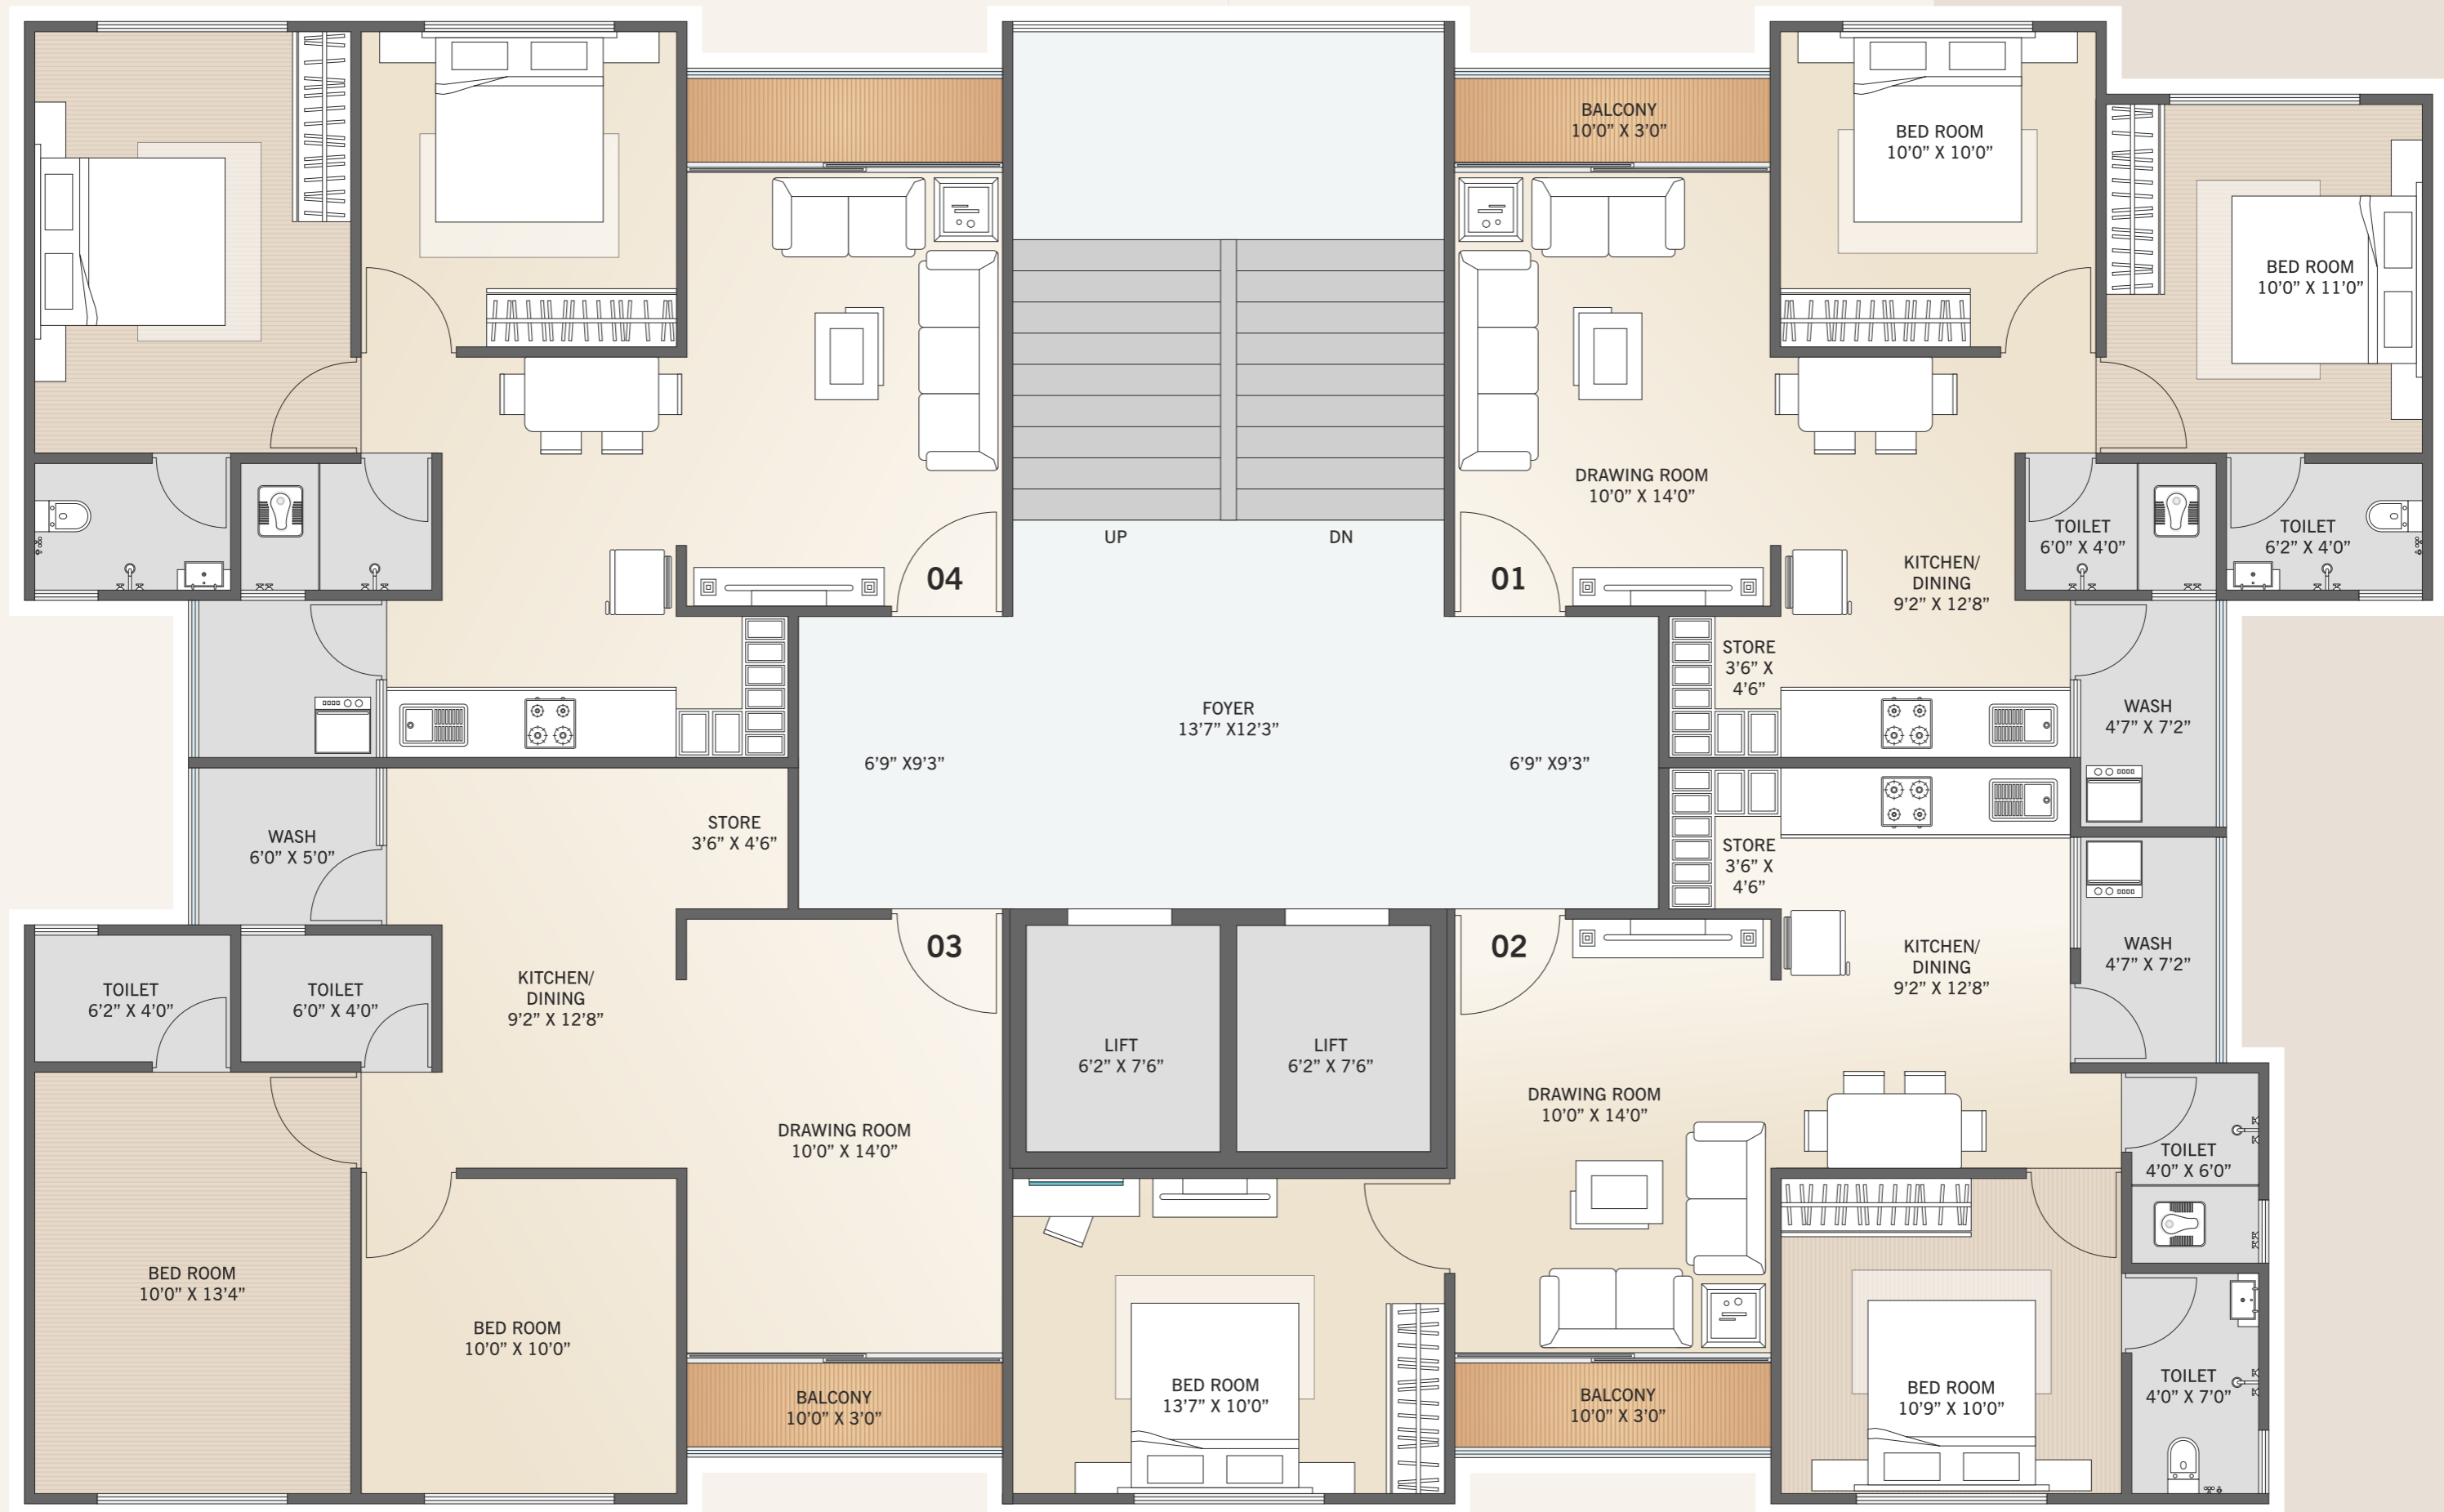 BALCONY
10’0” X 3’0”
BED ROOM
10’0” X 10’0”
BED ROOM
10’0” X 11’0”
DRAWING ROOM
10’0” X 14’0”
UP
DN
04
01
TOILET
6’0” X 4’0”
TOILET
6’2” X 4’0”
KITCHEN/
DINING
9’2” X 12’8”
STORE
3’6” X
4’6”
WASH
4’7” X 7’2”
FOYER
13’7” X12’3”
6’9” X9’3”
6’9” X9’3”
WASH
6’0” X 5’0”
STORE
3’6” X 4’6”
STORE
3’6” X
4’6”
03
02
KITCHEN/
DINING
9’2” X 12’8”
WASH
4’7” X 7’2”
TOILET
6’2” X 4’0”
TOILET
6’0” X 4’0”
KITCHEN/
DINING
9’2” X 12’8”
LIFT
6’2” X 7’6”
LIFT
6’2” X 7’6”
DRAWING ROOM
10’0” X 14’0”
DRAWING ROOM
10’0” X 14’0”
TOILET
4’0” X 6’0”
BED ROOM
10’0” X 13’4”
BED ROOM
10’0” X 10’0”
BALCONY
10’0” X 3’0”
BED ROOM
13’7” X 10’0”
BALCONY
10’0” X 3’0”
BED ROOM
10’9” X 10’0”
TOILET
4’0” X 7’0”